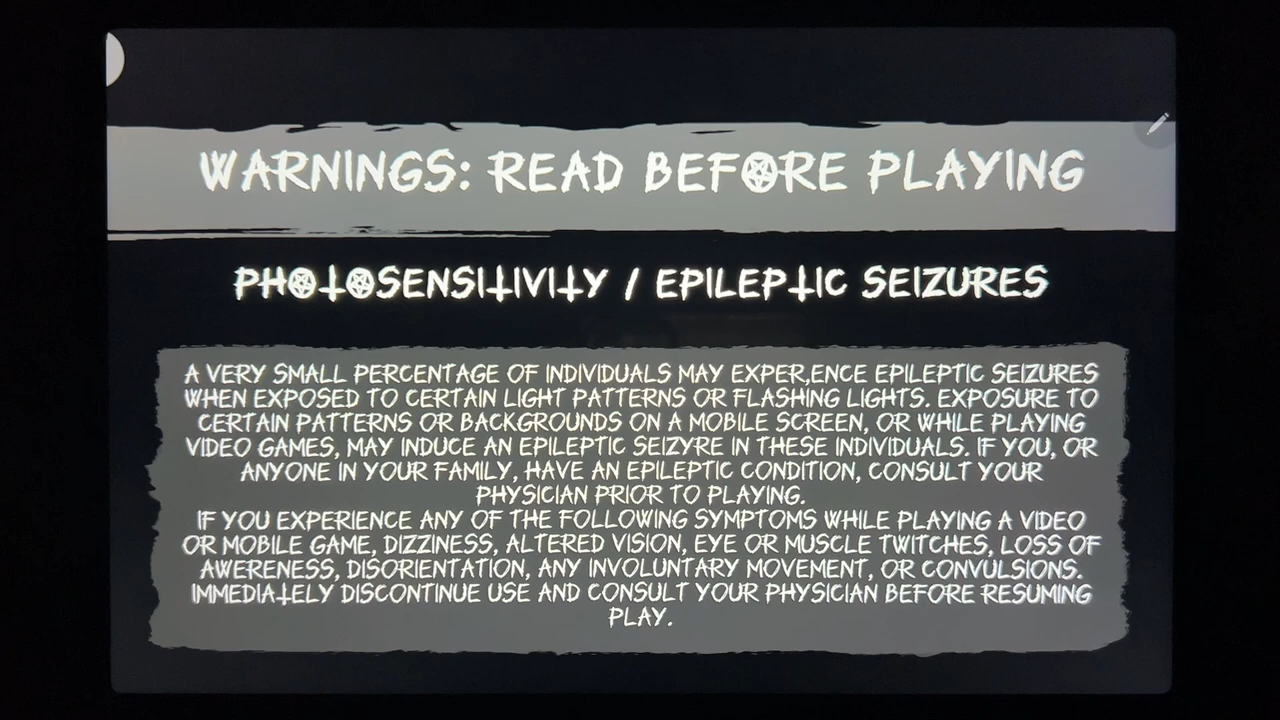 WARNINGS: READ BEFORE PLAYING
PHOTOSENSITIVITY / EPILEPTIC SEIZURES
A VERY SMALL PERCENTAGE OF INDIVIDUALS MAY EXPER,ENCE EPILEPTIC SEIZURES
WHEN EXPOSED TO CERTAIN LIGHT PATTERNS OR FLASHING LIGHTS. EXPOSURE TO
CERTAIN PATTERNS OR BACKGROUNDS ON A MOBILE SCREEN, OR WHILE PLAYING
VIDEO GAMES, MAY INDUCE AN EPILEPTIC SEIZYRE IN THESE INDIVIDUALS. IF YOU, OR
ANYONE IN YOUR FAMILY, HAVE AN EPILEPTIC CONDITION, CONSULT YOUR
PHYSICIAN PRIOR TO PLAYING.
IF YOU EXPERIENCE ANY OF THE FOLLOWING SYMPTOMS WHILE PLAYING A VIDEO
OR MOBILE GAME, DIZZINESS, ALTERED VISION, EYE OR MUSCLE TWITCHES, LOSS OF
AWERENESS, DISORIENTATION, ANY INVOLUNTARY MOVEMENT, OR CONVULSIONS.
IMMEDIATELY DISCONTINUE USE AND CONSULT YOUR PHYSICIAN BEFORE RESUMING
PLAY.